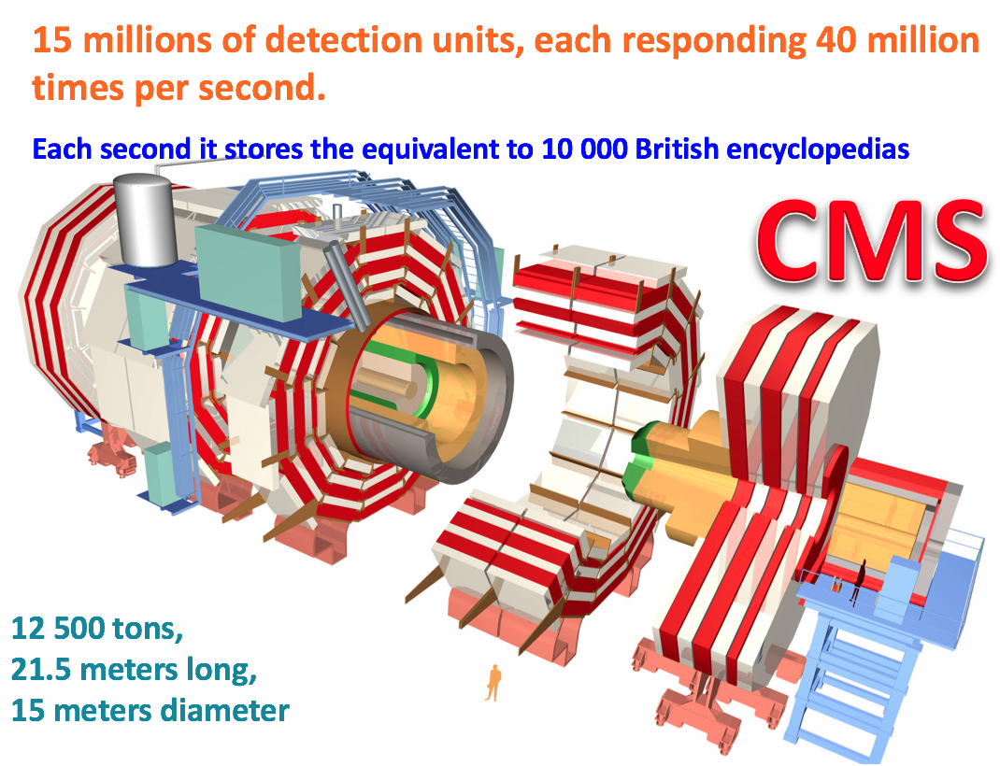 15 millions of detection units, each responding 40 million
times per second.
Each second it stores the equivalent to 10 000 British encyclopedias
CMS
12 500 tons,
21.5 meters long,
15 meters diameter